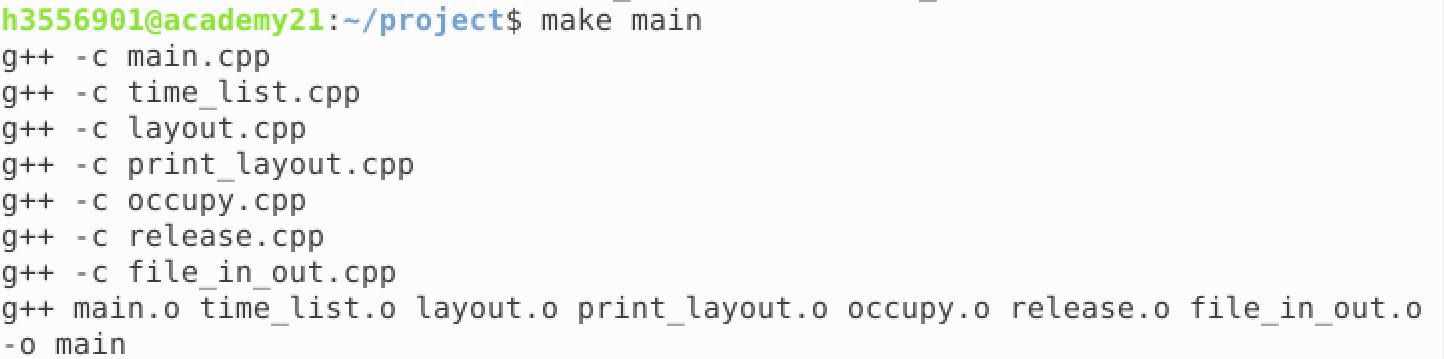 h3556901@academy21:~/project$ make main
g++ -c main.cpp
g++ -c time_list.cpp
g++ -c layout.cpp
g++ -c print_layout.cpp
g++ -c occupy.cpp
g++ -c release.cpp
g++ -c file_in_out.cpp
g++ main.o time_list.o layout.o print_layout.o occupy.o release.o file_in_out.o
-o main